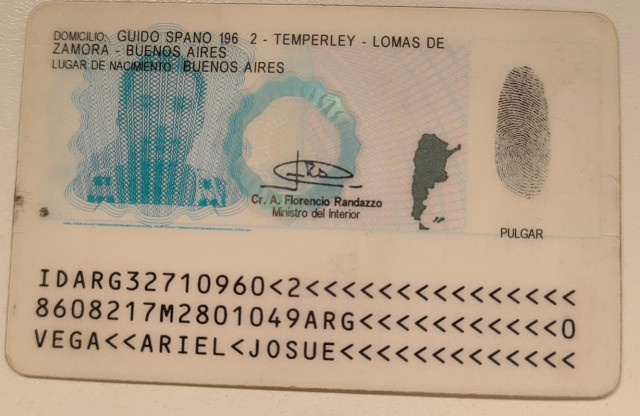 DOMICILIO: GUIDO SPANO 196 2 - TEMPERLEY - LOMAS DE
ZAMORA - BUENOS AIRES
LUGAR DE NACIMIENTO: BUENOS AIRES
Cr. A. Florencio Randazzo
Ministro del Interior
PULGAR
IDARG32710960<2<<<<<<<<<<<<<<<
8608217M2801049ARG<<<<<<<<<<<0
VEGA<<ARIEL<JOSUE<<<<<<<<<<<<<